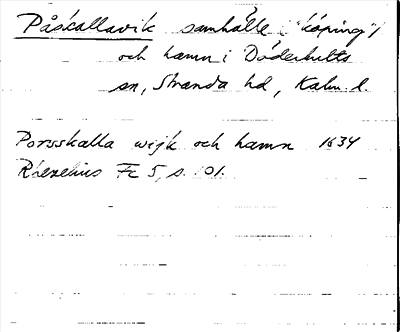 Påskallavik samhälle ("köping")
och hamn i Döderhults
sn, Stranda hd, Kalm. l.
Porsskalla wijk och hamn 1634
Rhezelius Fc 5, s. 101.